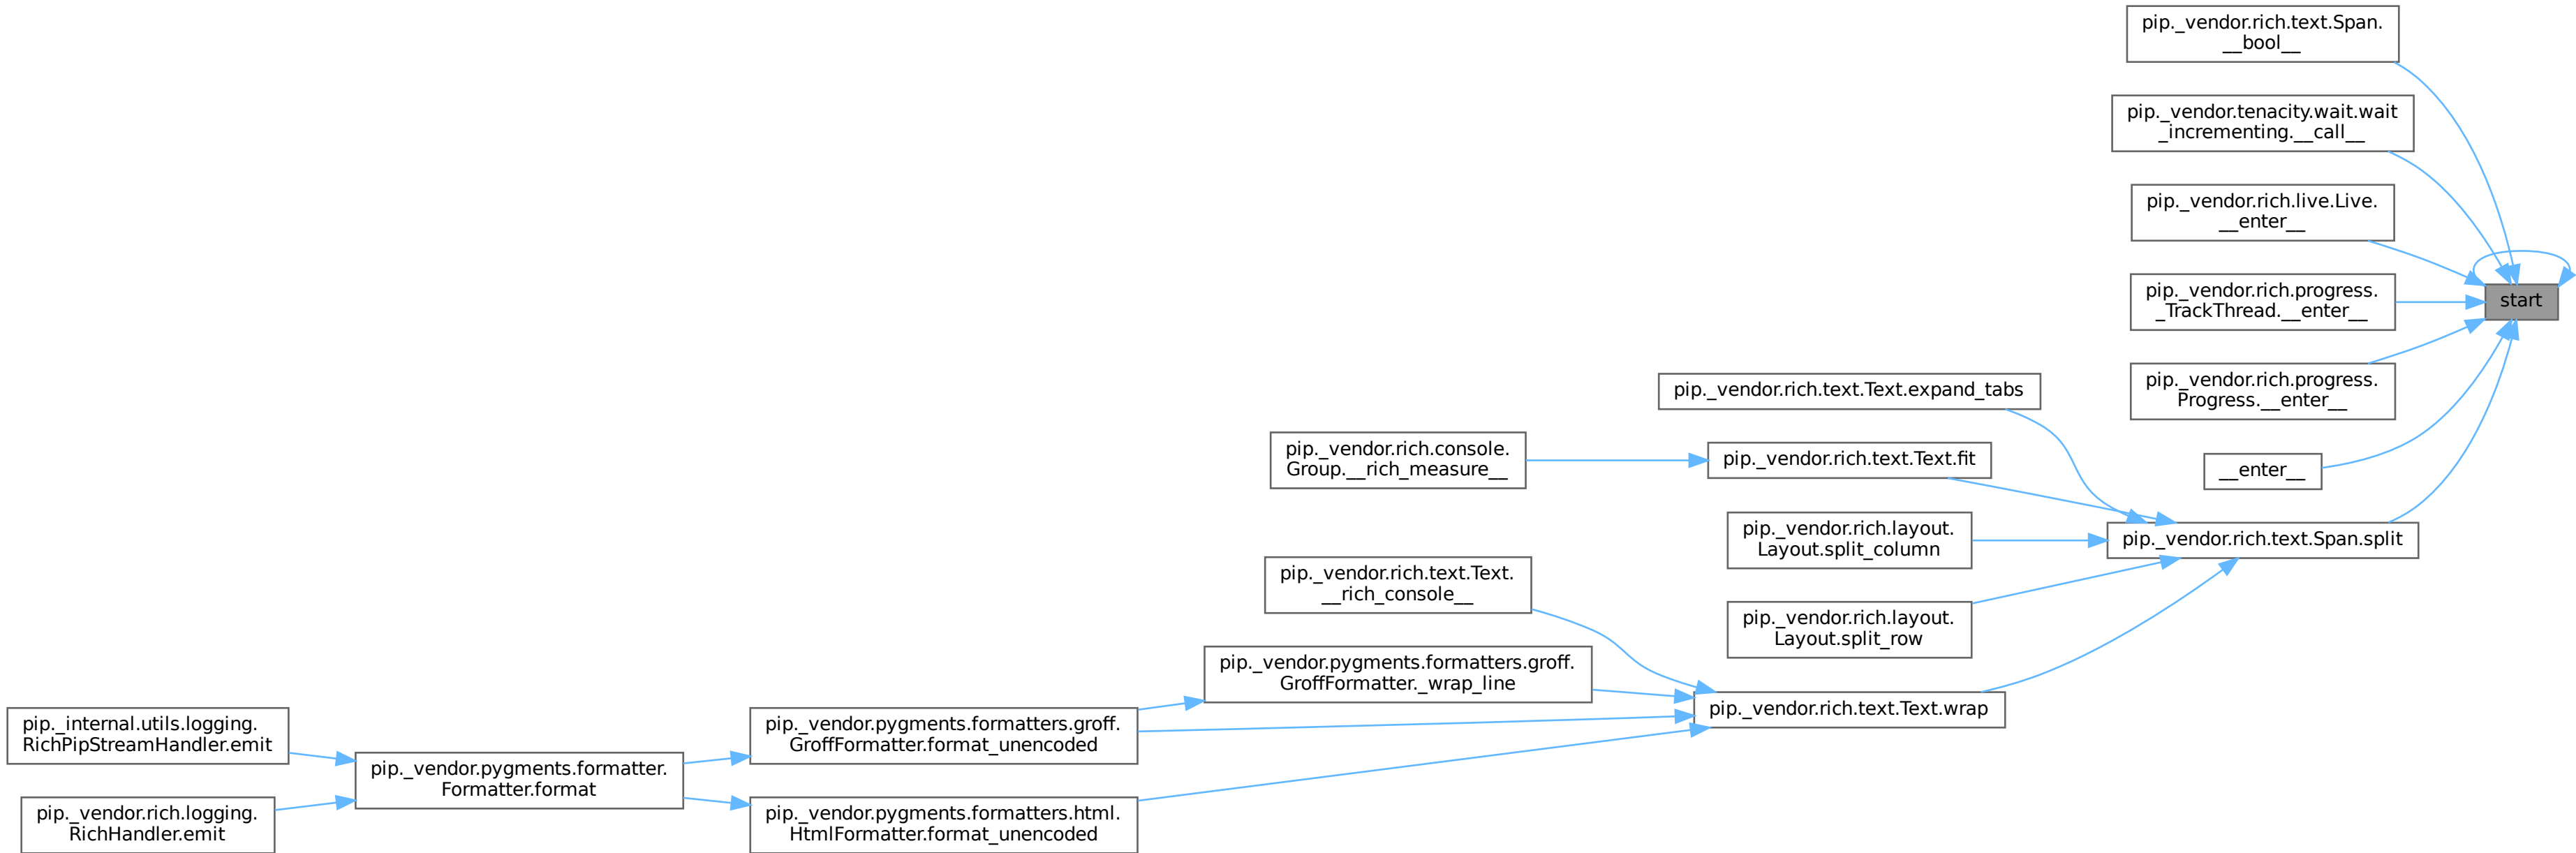 pip._vendor.rich.text.Span.
__bool__
pip._vendor.tenacity.wait.wait
_incrementing.__call__
pip._vendor.rich.live.Live.
__enter__
pip._vendor.rich.progress.
_TrackThread.__enter__
start
pip._vendor.rich.progress.
Progress.__enter__
pip._vendor.rich.text.Text.expand_tabs
pip._vendor.rich.console.
Group.__rich_measure__
pip._vendor.rich.text.Text.fit
__enter__
pip._vendor.rich.layout.
Layout.split_column
pip._vendor.rich.text.Span.split
pip._vendor.rich.text.Text.
__rich_console__
pip._vendor.rich.layout.
Layout.split_row
pip._vendor.pygments.formatters.groff.
GroffFormatter._wrap_line
pip._vendor.rich.text.Text.wrap
pip._internal.utils.logging.
RichPipStreamHandler.emit
pip._vendor.pygments.formatters.groff.
GroffFormatter.format_unencoded
pip._vendor.pygments.formatter.
Formatter.format
pip._vendor.rich.logging.
RichHandler.emit
pip._vendor.pygments.formatters.html.
HtmlFormatter.format_unencoded